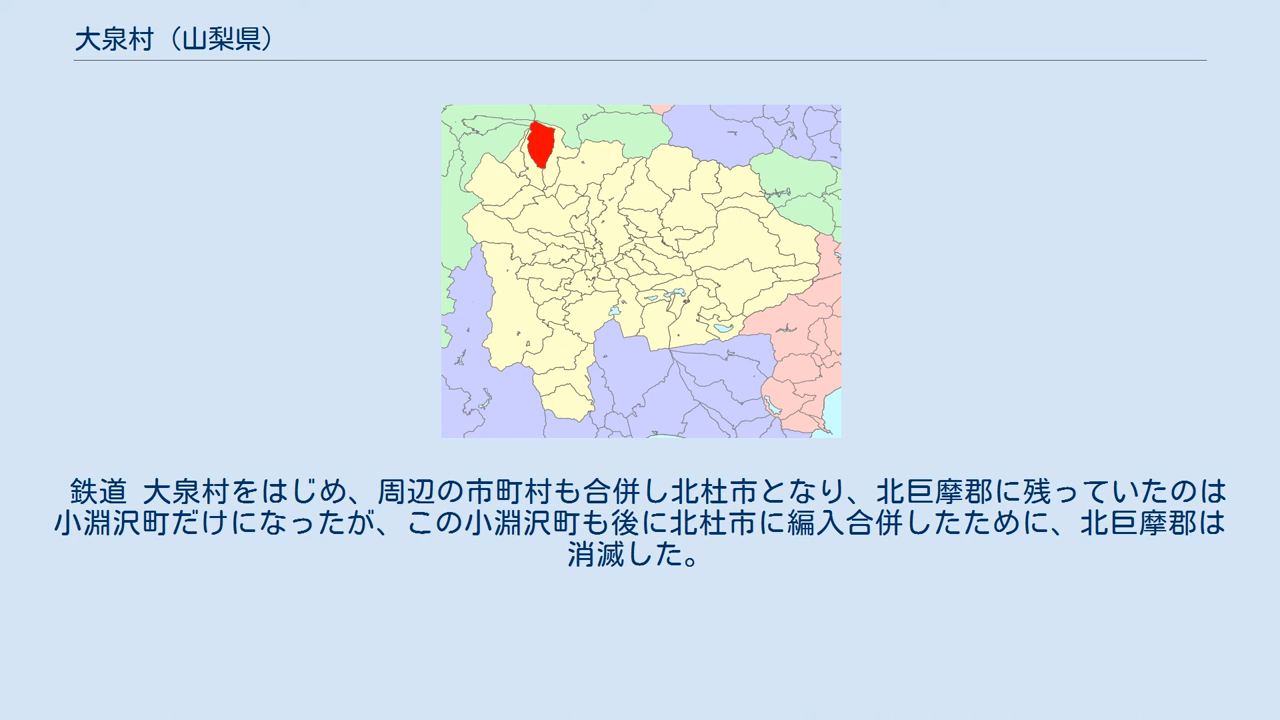 大泉村（山梨県）
鉄道 大泉村をはじめ、周辺の市町村も合併し北杜市となり、北巨摩郡に残っていたのは
小淵沢町だけになったが、この小淵沢町も後に北杜市に編入合併したために、北巨摩郡は
消滅した。